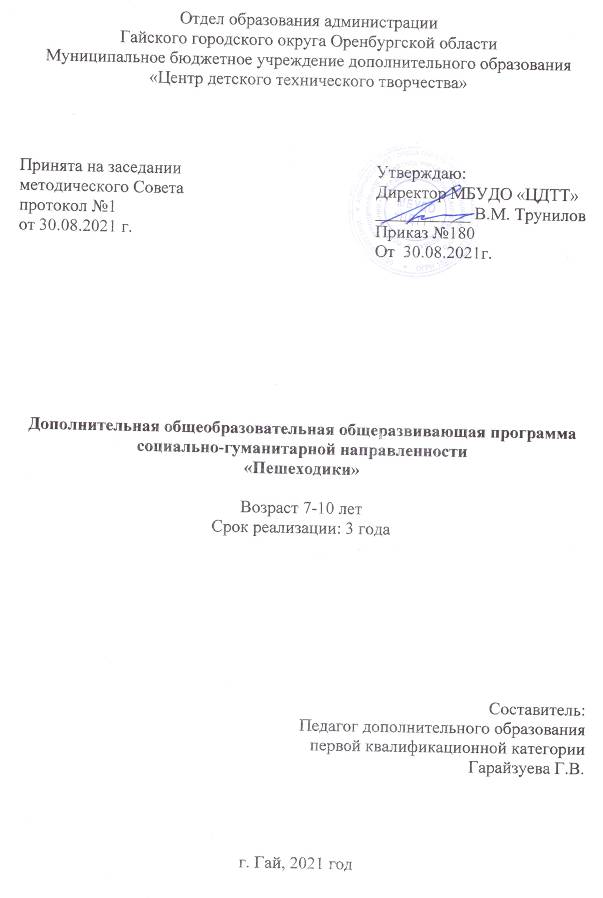 Отдел образования администрации
Гайского городского округа Оренбургской области
Муниципальное бюджетное учреждение дополнительного образования
«Центр детского технического творчества»
Принята на заседании
методического Совета
протокол №1
от 30.08.2021 г.
Утверждаю:
Директор МБУДО «ЦДТТ»
___________ В.М. Трунилов
Приказ №180
От 30.08.2021г.
Дополнительная общеобразовательная общеразвивающая программа
социально-гуманитарной направленности
«Пешеходики»
Возраст 7-10 лет
Срок реализации: 3 года
Составитель:
Педагог дополнительного образования
первой квалификационной категории
Гарайзуева Г.В.
г. Гай, 2021 год